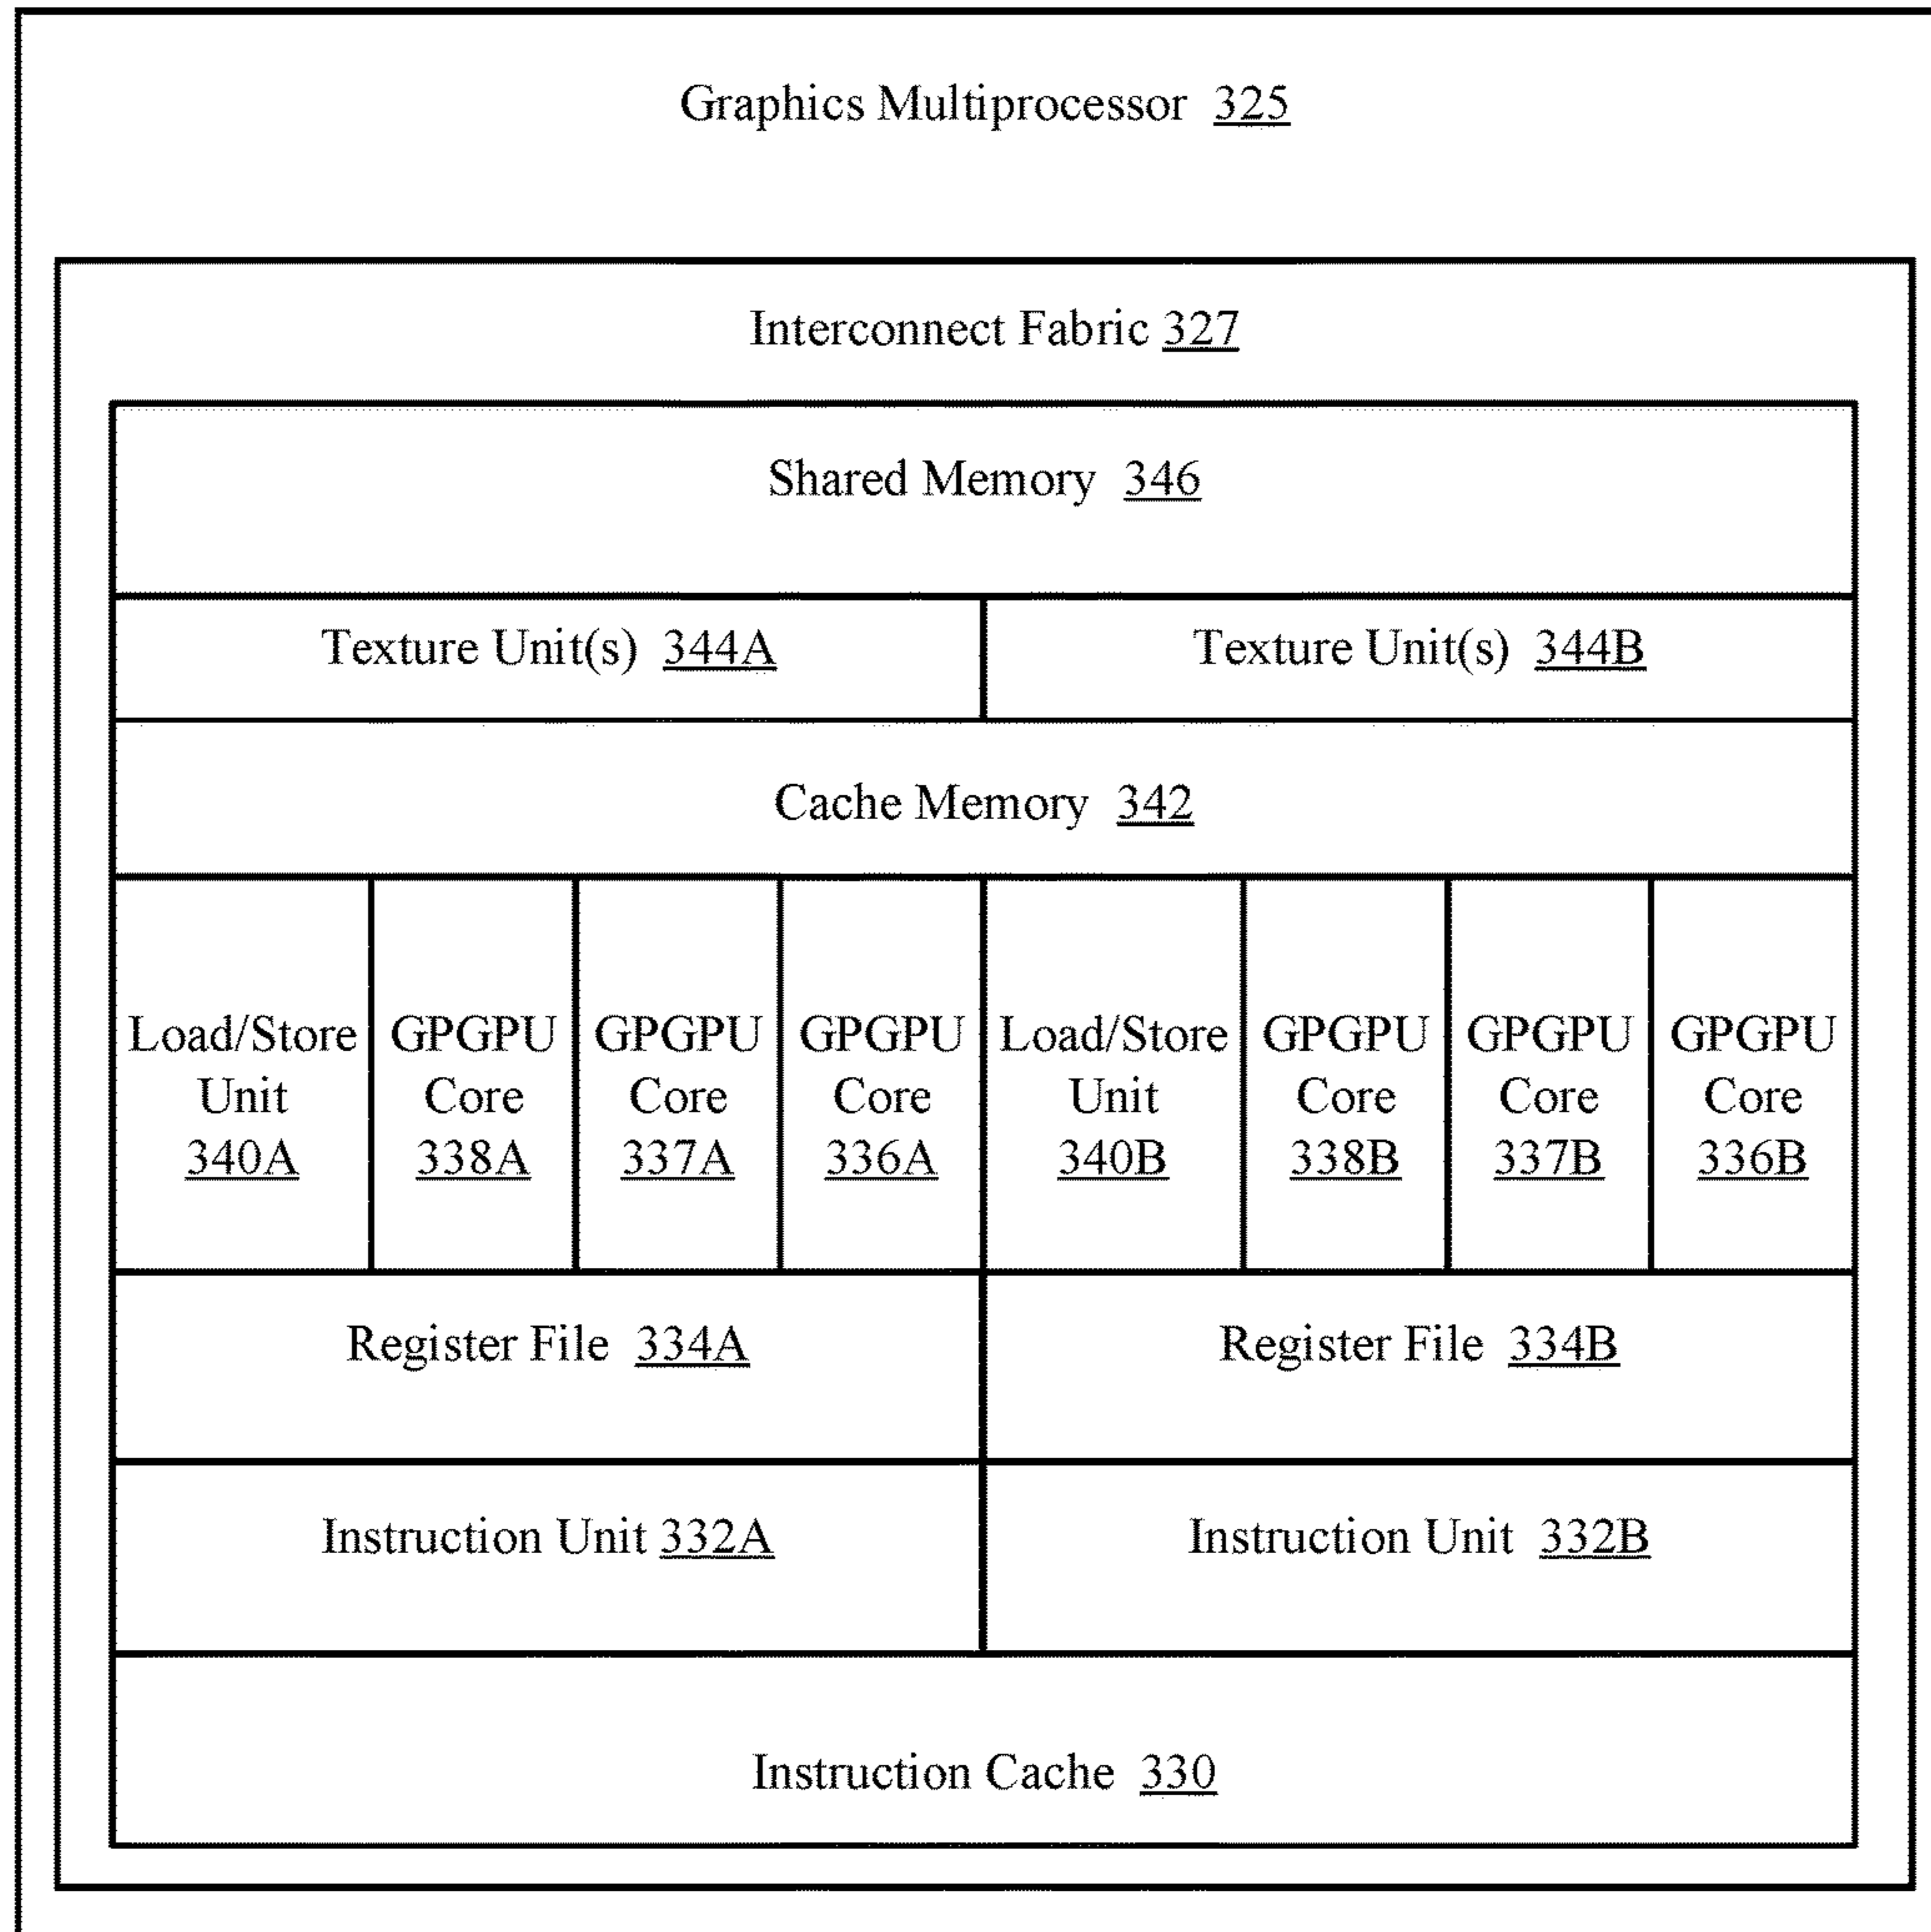 Graphics Multiprocessor 325
Interconnect Fabric 327
Shared Memory 346
Texture Unit(s) 344A
Texture Unit(s) 344B
Cache Memory 342
Load/Store
Unit
340A
GPGPU
Core
338A
GPGPU
Core
337A
GPGPU
Core
336A
Load/Store
Unit
340B
GPGPU
Core
338B
GPGPU
Core
337B
GPGPU
Core
336B
Register File 334A
Register File 334B
Instruction Unit 332A
Instruction Unit 332B
Instruction Cache 330